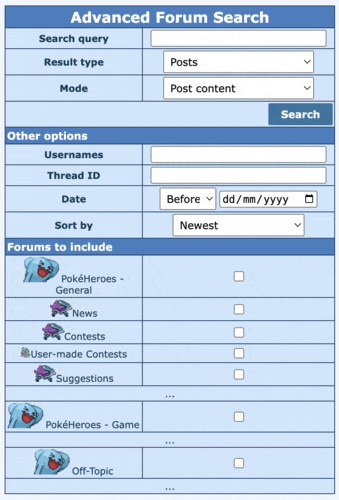 Advanced Forum Search
Search query
Result type Posts
Mode Post content
Search
Other options
Usernames
Thread ID
Date Before dd/mm/yyyy
Sort by Newest
Forums to include
PokéHeroes -
General
News
Contests
User-made Contests
Suggestions
...
PokéHeroes - Game
...
Off-Topic
...